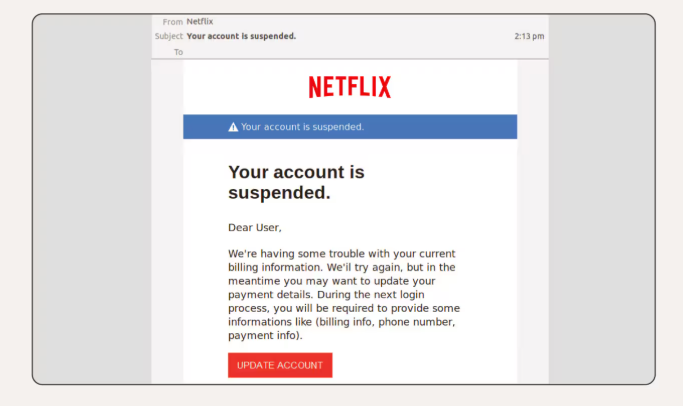 From Netflix
Subject Your account is suspended. 2:13 pm
To
NETFLIX
Your account is suspended.
Your account is
suspended.
Dear User,
We're having some trouble with your current
billing information. We'il try again, but in the
meantime you may want to update your
payment details. During the next login
process, you will be required to provide some
informations like (billing info, phone number,
payment info).
UPDATE ACCOUNT